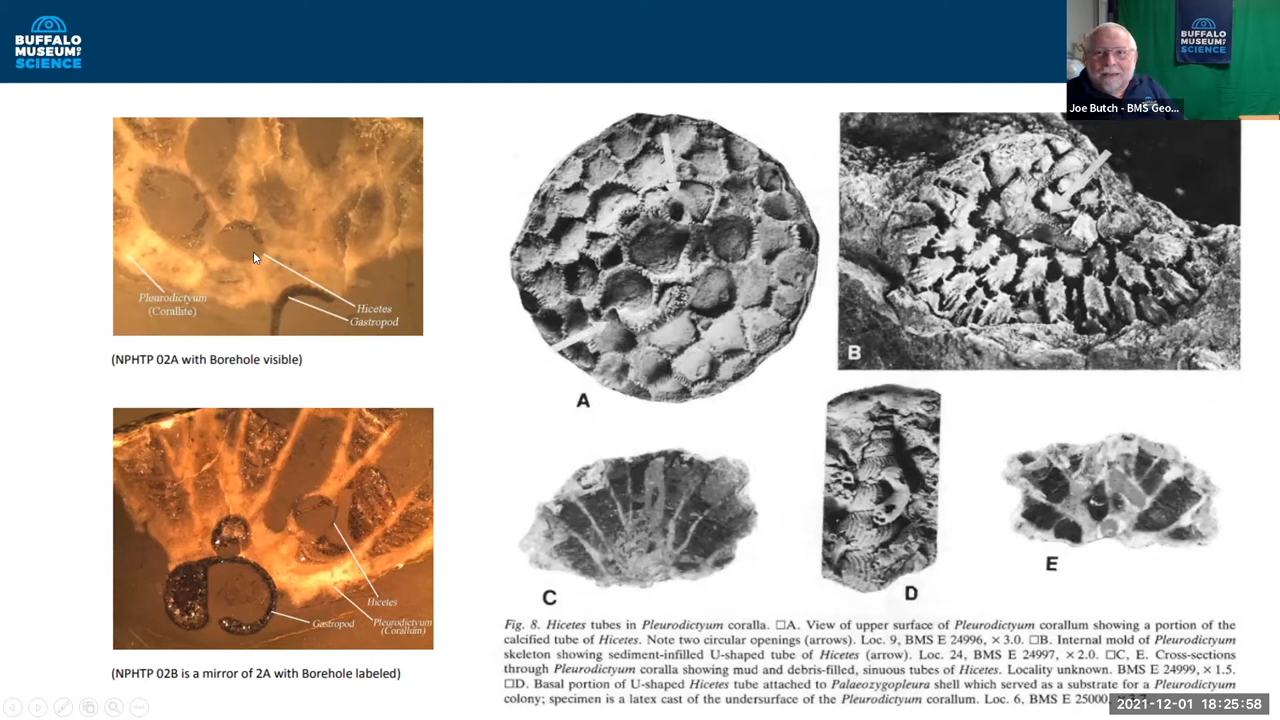 BUFFALO
MUSEUM OF
SCIENCE
BUFFALO
MUSEUM OF
SCIENCE
Joe Butch - BMS Geo...
Pleurodictyum
(Corallite)
Hicetes
Gastropod
(NPHTP 02A with Borehole visible)
Hicetes
Gastropod
Pleurodictyum
(Corallum)
(NPHTP 02B is a mirror of 2A with Borehole labeled)
A
B
C
D
E
Fig. 8. Hicetes tubes in Pleurodictyum coralla. □A. View of upper surface of Pleurodictyum corallum showing a portion of the
calcified tube of Hicetes. Note two circular openings (arrows). Loc. 9, BMS E 24996, ×3.0. □B. Internal mold of Pleurodictyum
skeleton showing sediment-infilled U-shaped tube of Hicetes (arrow). Loc. 24, BMS E 24997, ×2.0. □C, E. Cross-sections
through Pleurodictyum coralla showing mud and debris-filled, sinuous tubes of Hicetes. Locality unknown. BMS E 24999, ×1.5.
□D. Basal portion of U-shaped Hicetes tube attached to Palaeozygopleura shell which served as a substrate for a Pleurodictyum
colony; specimen is a latex cast of the undersurface of the Pleurodictyum corallum. Loc. 6, BMS E 25000,
2021-12-01 18:25:58